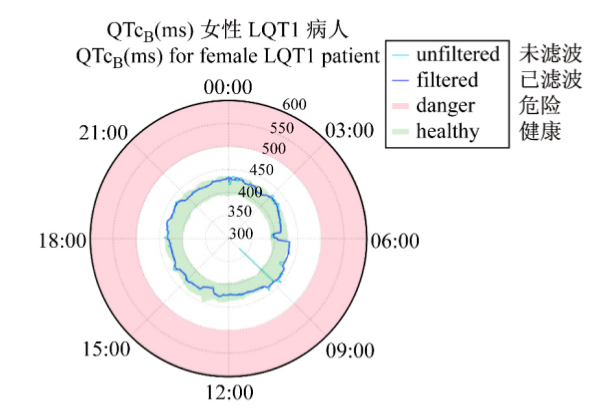 QTcB(ms) 女性 LQT1 病人
QTcB(ms) for female LQT1 patient
unfiltered 未滤波
filtered 已滤波
danger 危险
healthy 健康
00:00
03:00
06:00
09:00
12:00
15:00
18:00
21:00
600
550
500
450
400
350
300